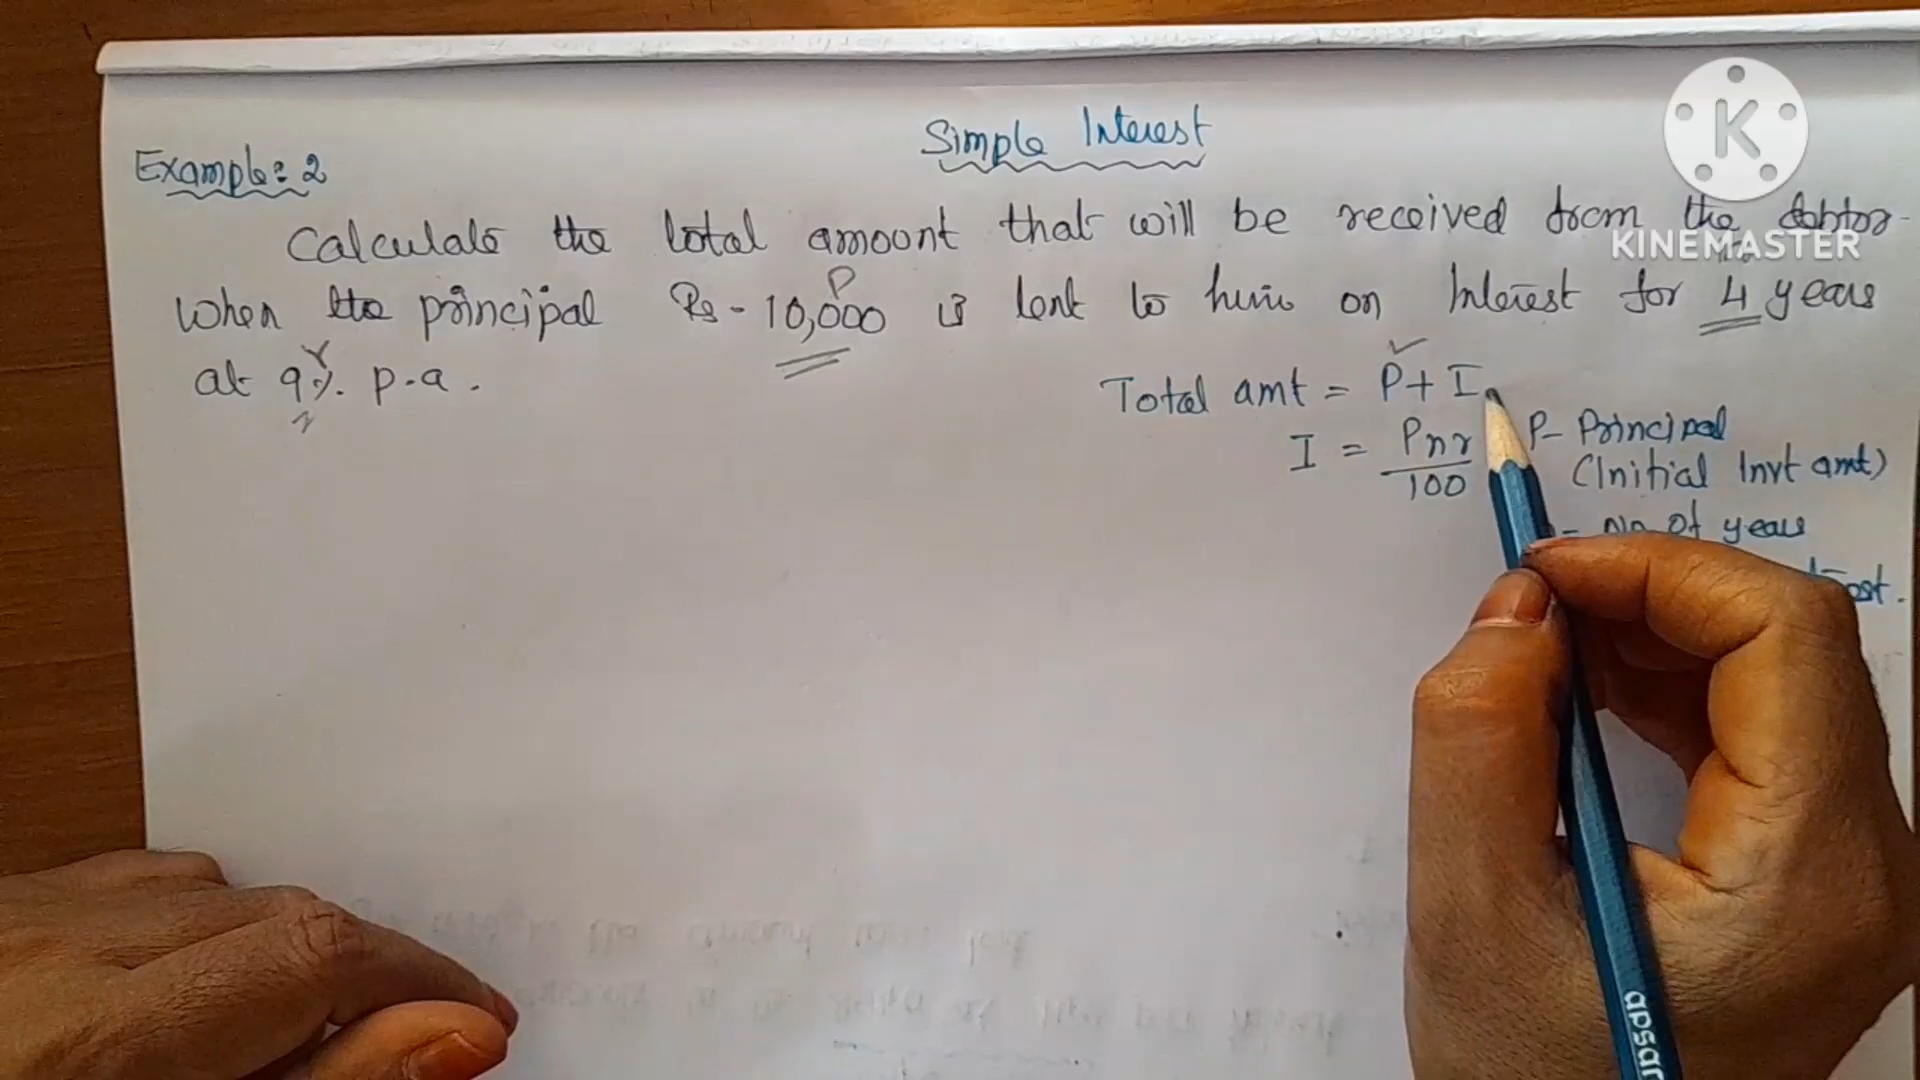 Simple Interest
Example: 2
Calculate the total amount that will be received from the debtor
When the principal Rs - 10,000 is lent to him on Interest for 4 years
P
at 9%. p.a.
r
Total amt = P + I
I = Pnr / 100
P - Principal
(Initial Invt amt)
- No of years
K
KINEMASTER
apsar